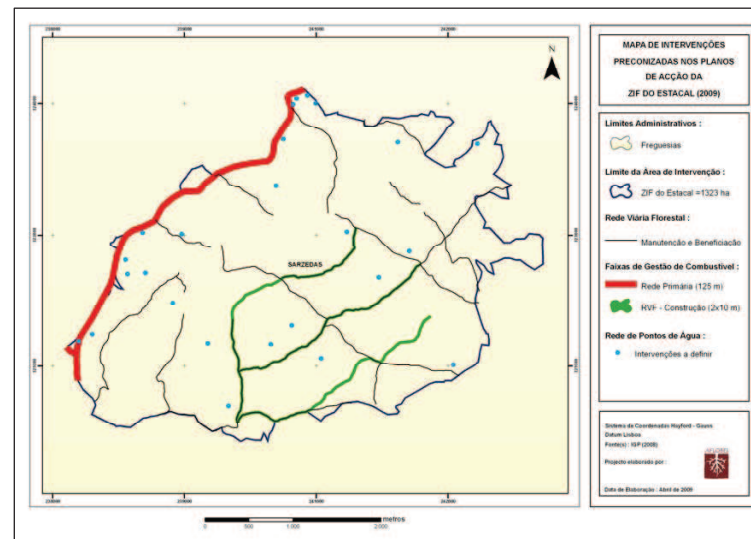 MAPA DE INTERVENÇÕES
PRECONIZADAS NOS PLANOS
DE ACÇÃO DA
ZIF DO ESTACAL (2009)
N
SARZEDAS
Limites Administrativos :
Freguesias
Limite da Área de Intervenção :
ZIF do Estacal =1323 ha
Rede Viária Florestal :
Manutenção e Beneficiação
Faixas de Gestão de Combustível :
Rede Primária (125 m)
RVF - Construção (2x10 m)
Rede de Pontos de Água :
Intervenções a definir
Sistema de Coordenadas Hayford - Gauss
Datum Lisboa
Fonte(s) : IGP (2008)
Projecto elaborado por :
Data de Elaboração : Abril de 2009
metros
0 500 1.000 2.000